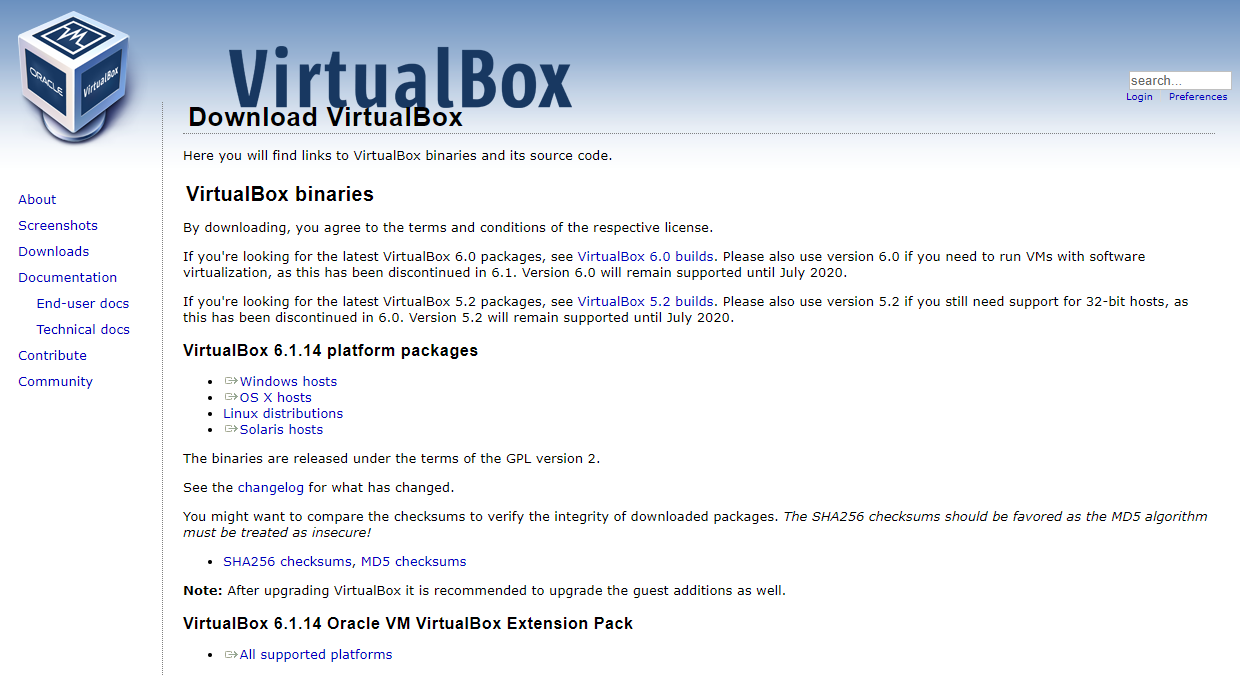 ORACLE
VirtualBox
VirtualBox
search...
Login Preferences
About
Screenshots
Downloads
Documentation
End-user docs
Technical docs
Contribute
Community
Download VirtualBox
Here you will find links to VirtualBox binaries and its source code.
VirtualBox binaries
By downloading, you agree to the terms and conditions of the respective license.
If you're looking for the latest VirtualBox 6.0 packages, see VirtualBox 6.0 builds. Please also use version 6.0 if you need to run VMs with software
virtualization, as this has been discontinued in 6.1. Version 6.0 will remain supported until July 2020.
If you're looking for the latest VirtualBox 5.2 packages, see VirtualBox 5.2 builds. Please also use version 5.2 if you still need support for 32-bit hosts, as
this has been discontinued in 6.0. Version 5.2 will remain supported until July 2020.
VirtualBox 6.1.14 platform packages
• Windows hosts
• OS X hosts
• Linux distributions
• Solaris hosts
The binaries are released under the terms of the GPL version 2.
See the changelog for what has changed.
You might want to compare the checksums to verify the integrity of downloaded packages. The SHA256 checksums should be favored as the MD5 algorithm
must be treated as insecure!
• SHA256 checksums, MD5 checksums
Note: After upgrading VirtualBox it is recommended to upgrade the guest additions as well.
VirtualBox 6.1.14 Oracle VM VirtualBox Extension Pack
• All supported platforms